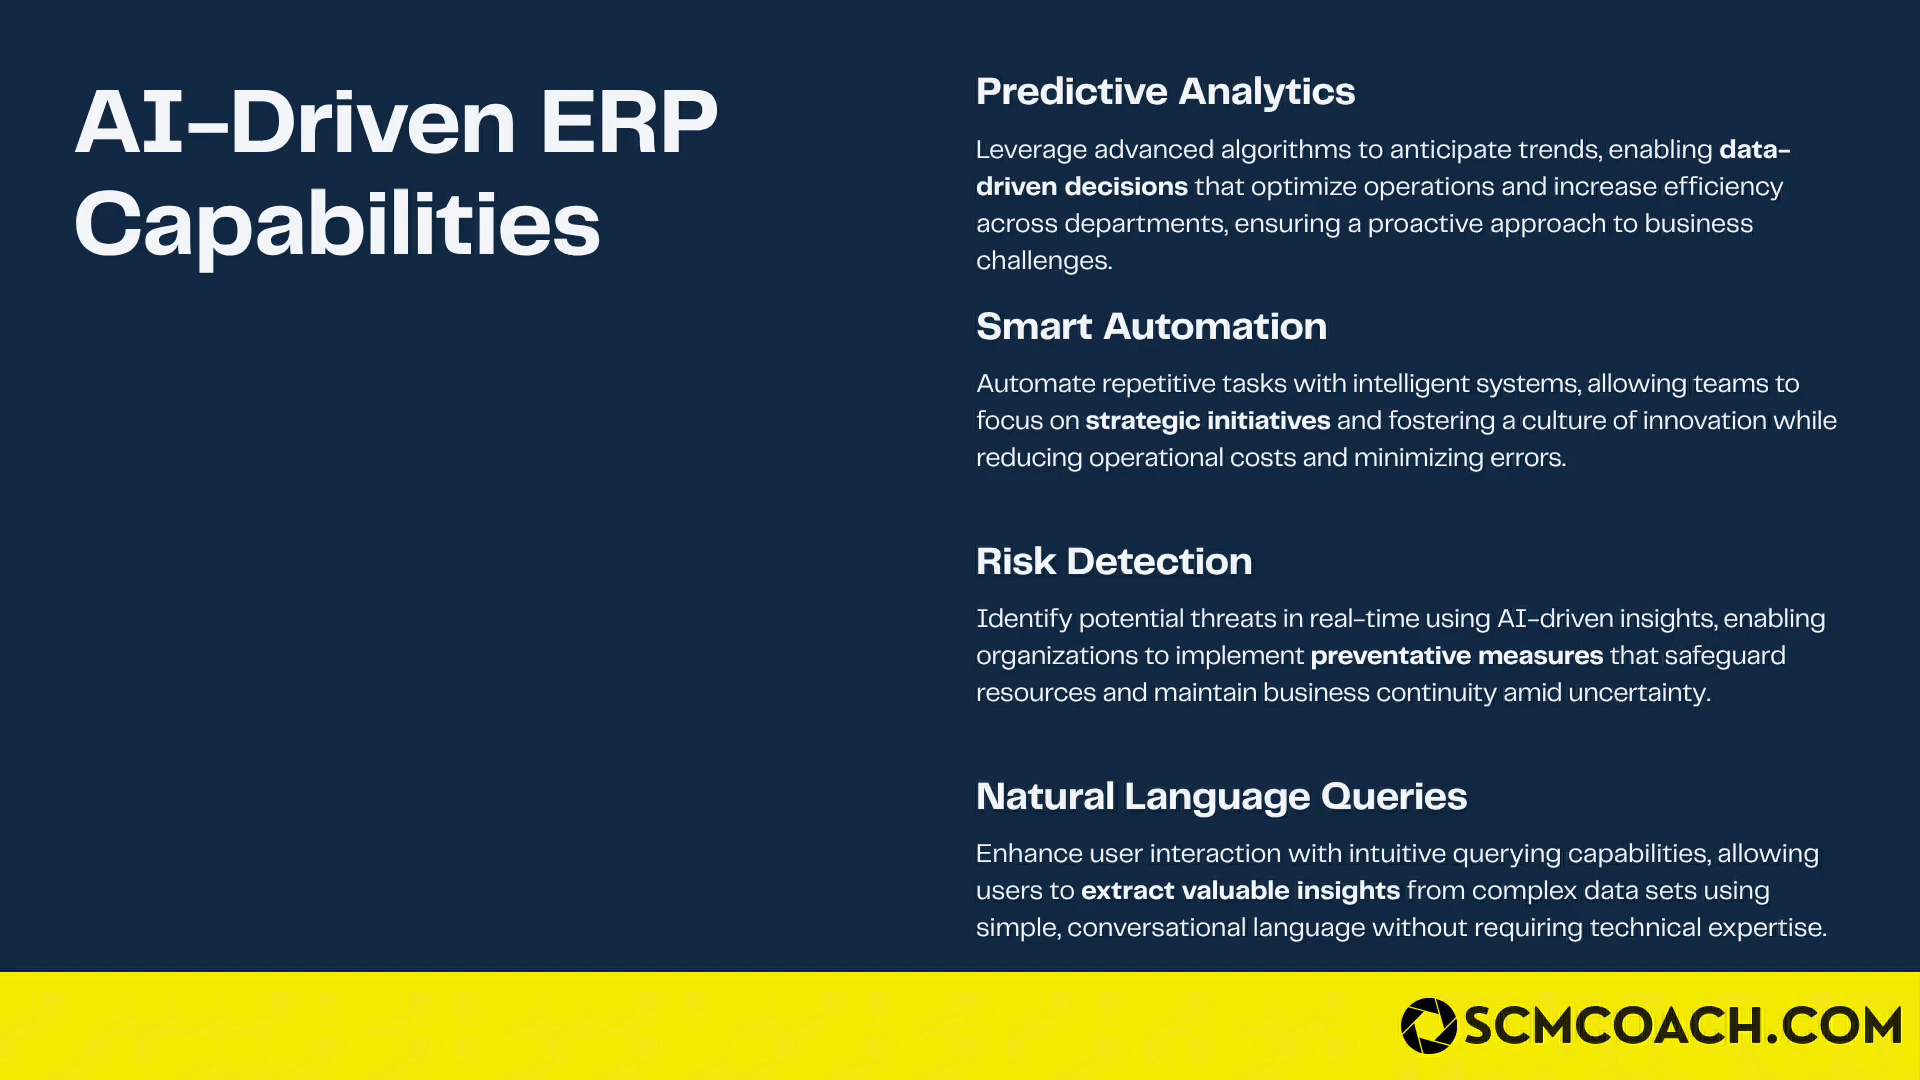 AI-Driven ERP
Capabilities
Predictive Analytics
Leverage advanced algorithms to anticipate trends, enabling data-
driven decisions that optimize operations and increase efficiency
across departments, ensuring a proactive approach to business
challenges.
Smart Automation
Automate repetitive tasks with intelligent systems, allowing teams to
focus on strategic initiatives and fostering a culture of innovation while
reducing operational costs and minimizing errors.
Risk Detection
Identify potential threats in real-time using AI-driven insights, enabling
organizations to implement preventative measures that safeguard
resources and maintain business continuity amid uncertainty.
Natural Language Queries
Enhance user interaction with intuitive querying capabilities, allowing
users to extract valuable insights from complex data sets using
simple, conversational language without requiring technical expertise.
SCMCOACH.COM